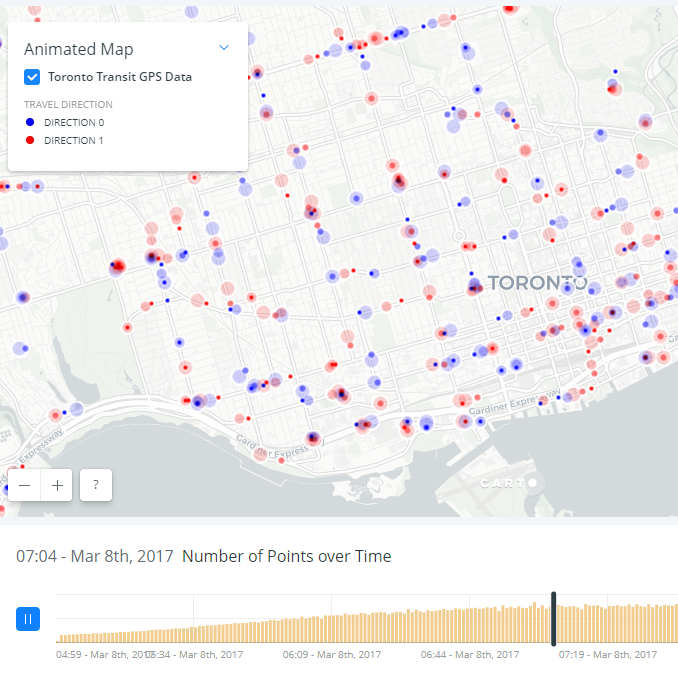 Animated Map
Toronto Transit GPS Data
TRAVEL DIRECTION
DIRECTION 0
DIRECTION 1
TORONTO
Gardiner Expressway
Gardiner Express
Expressway
CARTO
− + ?
07:04 - Mar 8th, 2017 Number of Points over Time
04:59 - Mar 8th, 2017 05:34 - Mar 8th, 2017 06:09 - Mar 8th, 2017 06:44 - Mar 8th, 2017 07:19 - Mar 8th, 2017